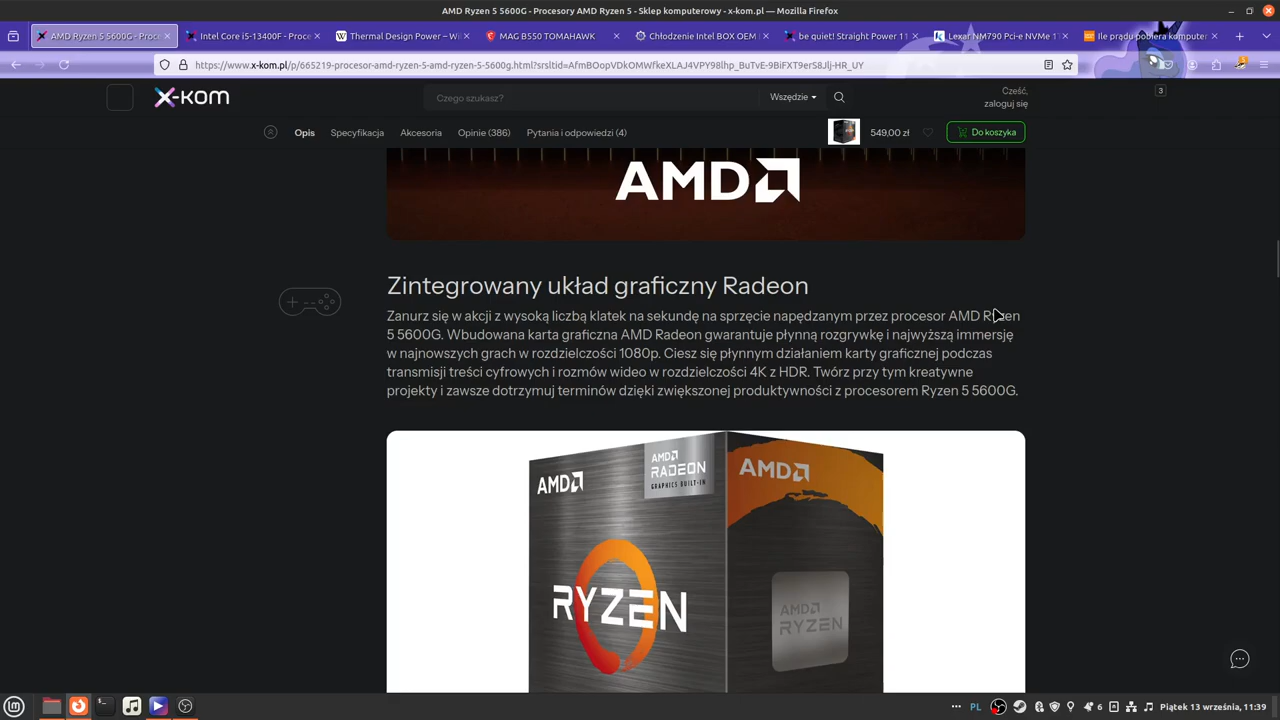 AMD Ryzen 5 5600G - Procesory AMD Ryzen 5 - Sklep komputerowy - x-kom.pl — Mozilla Firefox
AMD Ryzen 5 5600G - Proc
Intel Core i5-13400F - Proce
Thermal Design Power – Wi
MAG B550 TOMAHAWK
Chłodzenie Intel BOX OEM
be quiet! Straight Power 11
Lexar NM790 Pci-e NVMe 1T
Ile prądu pobiera komputer
https://www.x-kom.pl/p/665219-procesor-amd-ryzen-5-amd-ryzen-5-5600g.html?srsltid=AfmBOopVDkOMWfkeXLAJ4VPY98lhp_BuTvE-9BiFXT9erS8Jlj-HR_UY
3
x-kom
Czego szukasz?
Wszędzie
Cześć,
zaloguj się
Opis
Specyfikacja
Akcesoria
Opinie (386)
Pytania i odpowiedzi (4)
549,00 zł
Do koszyka
AMD
Zintegrowany układ graficzny Radeon
Zanurz się w akcji z wysoką liczbą klatek na sekundę na sprzęcie napędzanym przez procesor AMD Ryzen
5 5600G. Wbudowana karta graficzna AMD Radeon gwarantuje płynną rozgrywkę i najwyższą immersję
w najnowszych grach w rozdzielczości 1080p. Ciesz się płynnym działaniem karty graficznej podczas
transmisji treści cyfrowych i rozmów wideo w rozdzielczości 4K z HDR. Twórz przy tym kreatywne
projekty i zawsze dotrzymuj terminów dzięki zwiększonej produktywności z procesorem Ryzen 5 5600G.
AMD
AMD
RADEON
GRAPHICS BUILT-IN
AMD
RYZEN
AMD
RYZEN
PL
6
Piątek 13 września, 11:39